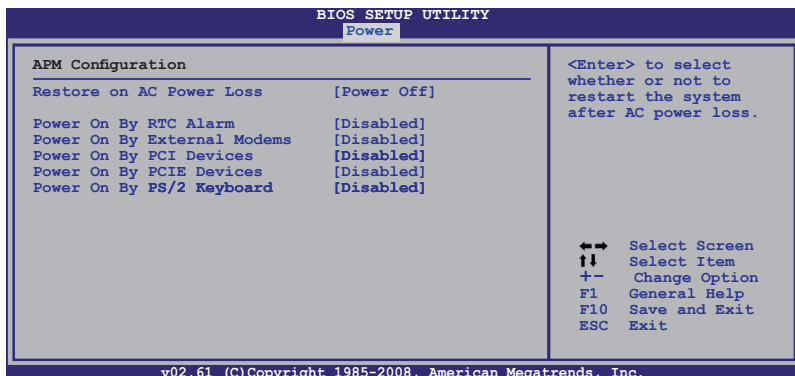 BIOS SETUP UTILITY
Power
APM Configuration
Restore on AC Power Loss [Power Off]
Power On By RTC Alarm [Disabled]
Power On By External Modems [Disabled]
Power On By PCI Devices [Disabled]
Power On By PCIE Devices [Disabled]
Power On By PS/2 Keyboard [Disabled]
<Enter> to select
whether or not to
restart the system
after AC power loss.
←→ Select Screen
↑↓ Select Item
+- Change Option
F1 General Help
F10 Save and Exit
ESC Exit
v02.61 (C)Copyright 1985-2008, American Megatrends, Inc.